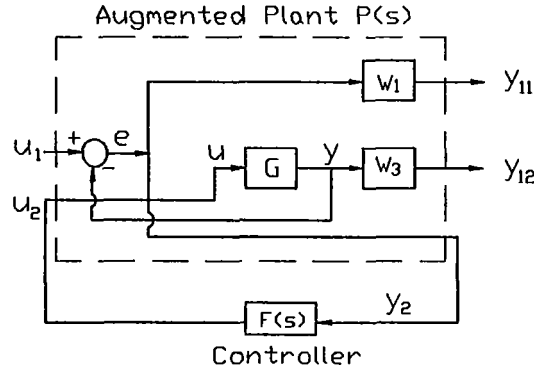 Augmented Plant P(s)
W1
y11
u1
+
e
-
u
G
y
W3
y12
u2
F(s)
y2
Controller